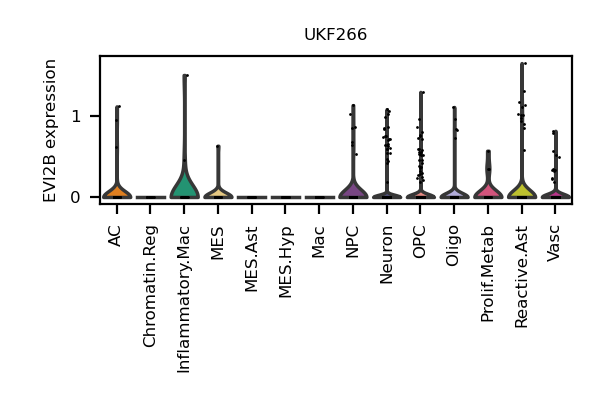 UKF266
EVI2B expression
1
0
AC
Chromatin.Reg
Inflammatory.Mac
MES
MES.Ast
MES.Hyp
Mac
NPC
Neuron
OPC
Oligo
Prolif.Metab
Reactive.Ast
Vasc